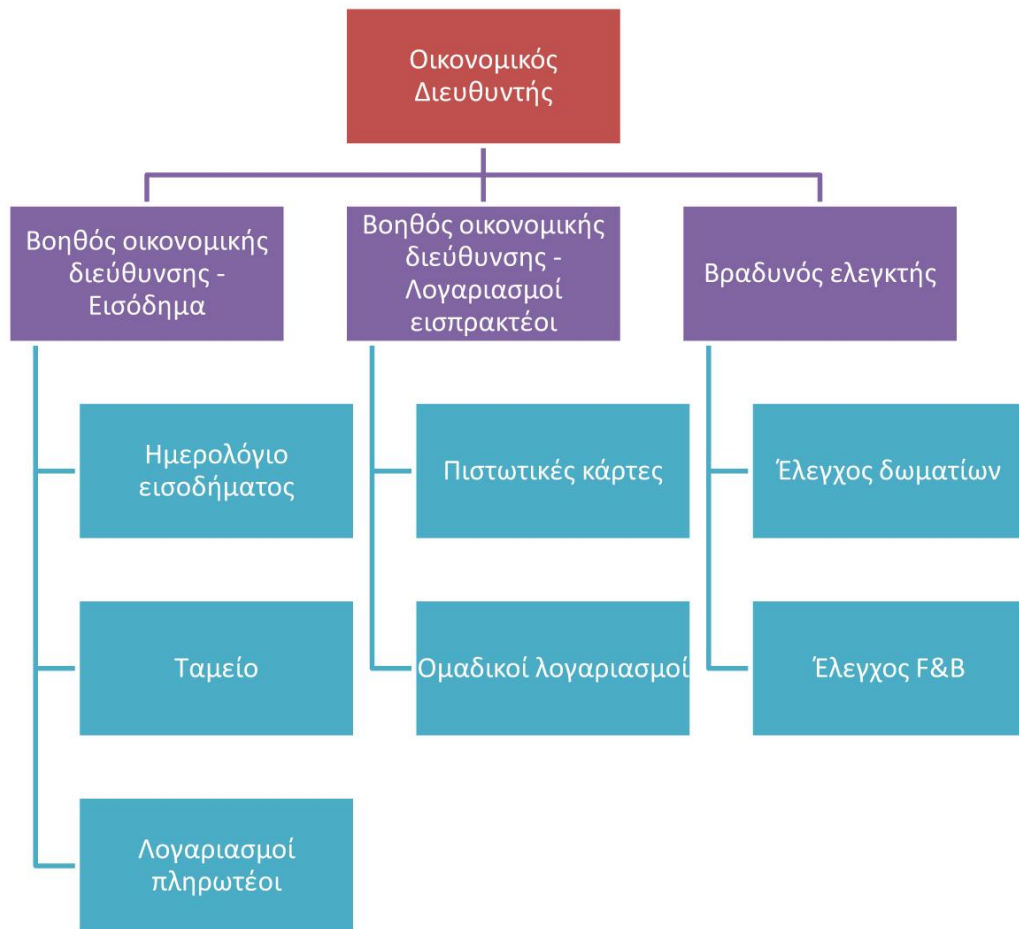 Οικονομικός
Διευθυντής
Βοηθός οικονομικής
διεύθυνσης -
Εισόδημα
Βοηθός οικονομικής
διεύθυνσης -
Λογαριασμοί
εισπρακτέοι
Βραδυνός ελεγκτής
Ημερολόγιο
εισοδήματος
Πιστωτικές κάρτες
Έλεγχος δωματίων
Ταμείο
Ομαδικοί λογαριασμοί
Έλεγχος F&B
Λογαριασμοί
πληρωτέοι